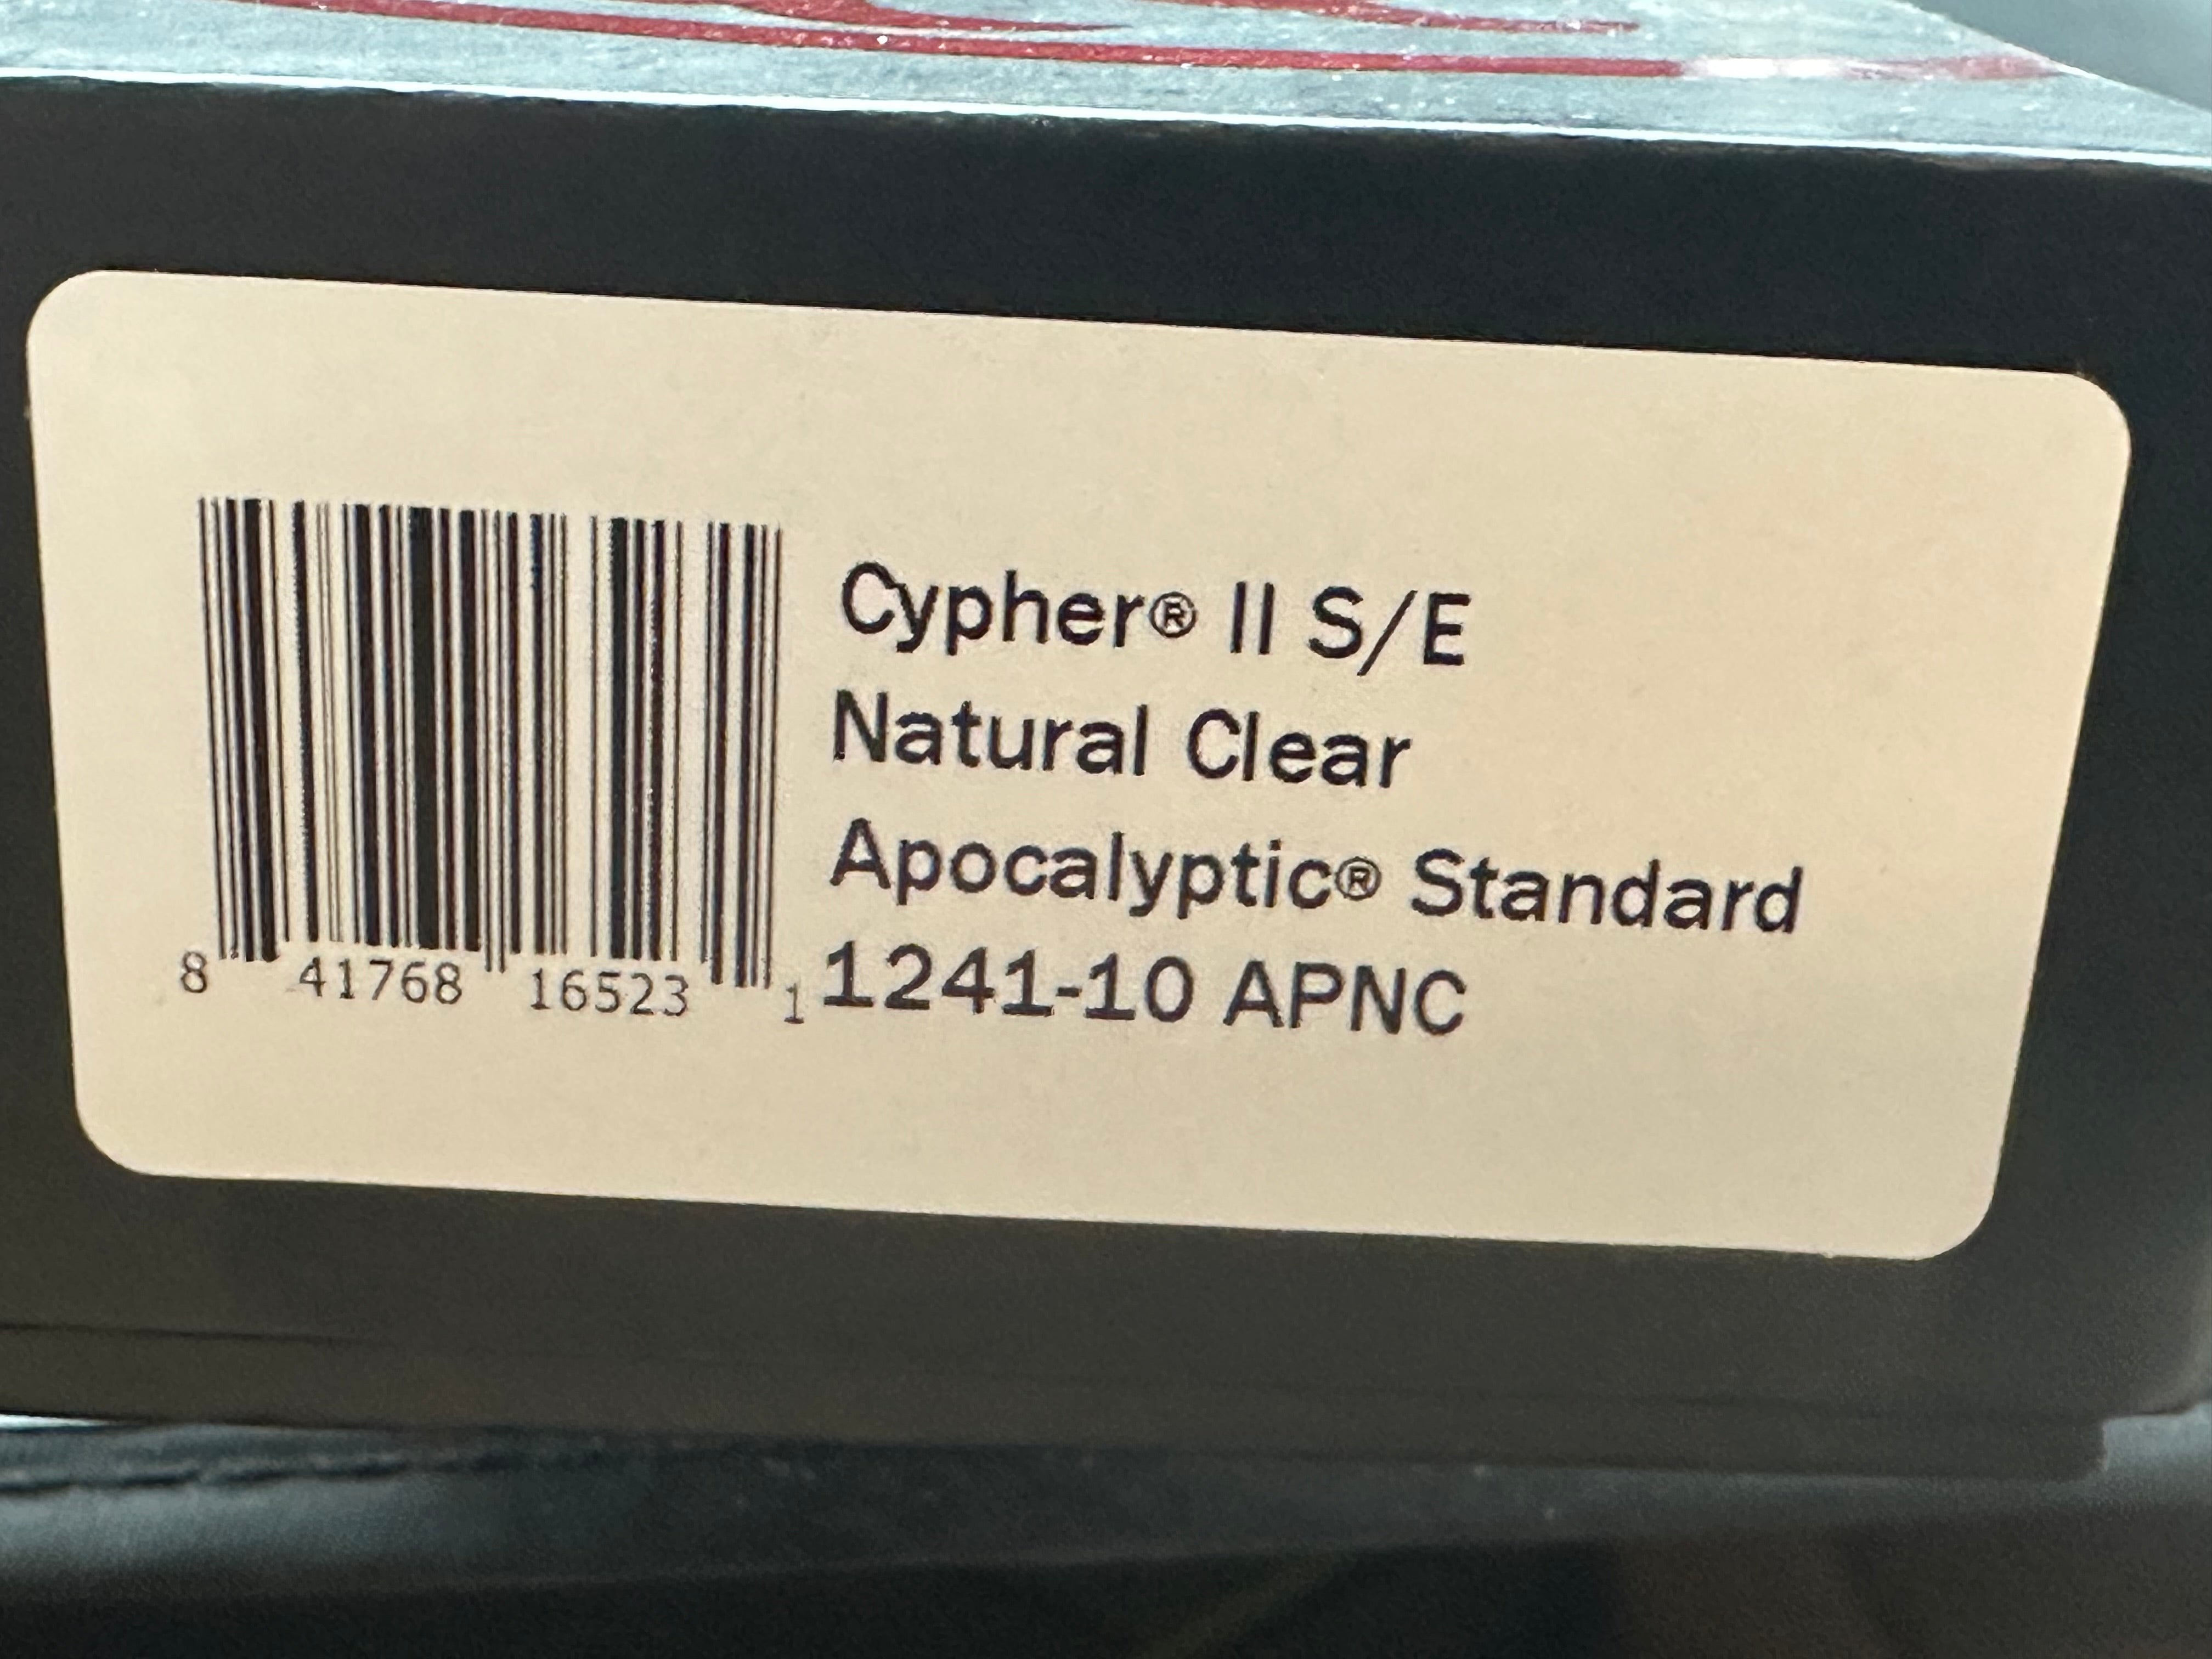 Cypher® II S/E
Natural Clear
Apocalyptic® Standard
1241-10 APNC
8 41768 16523 1